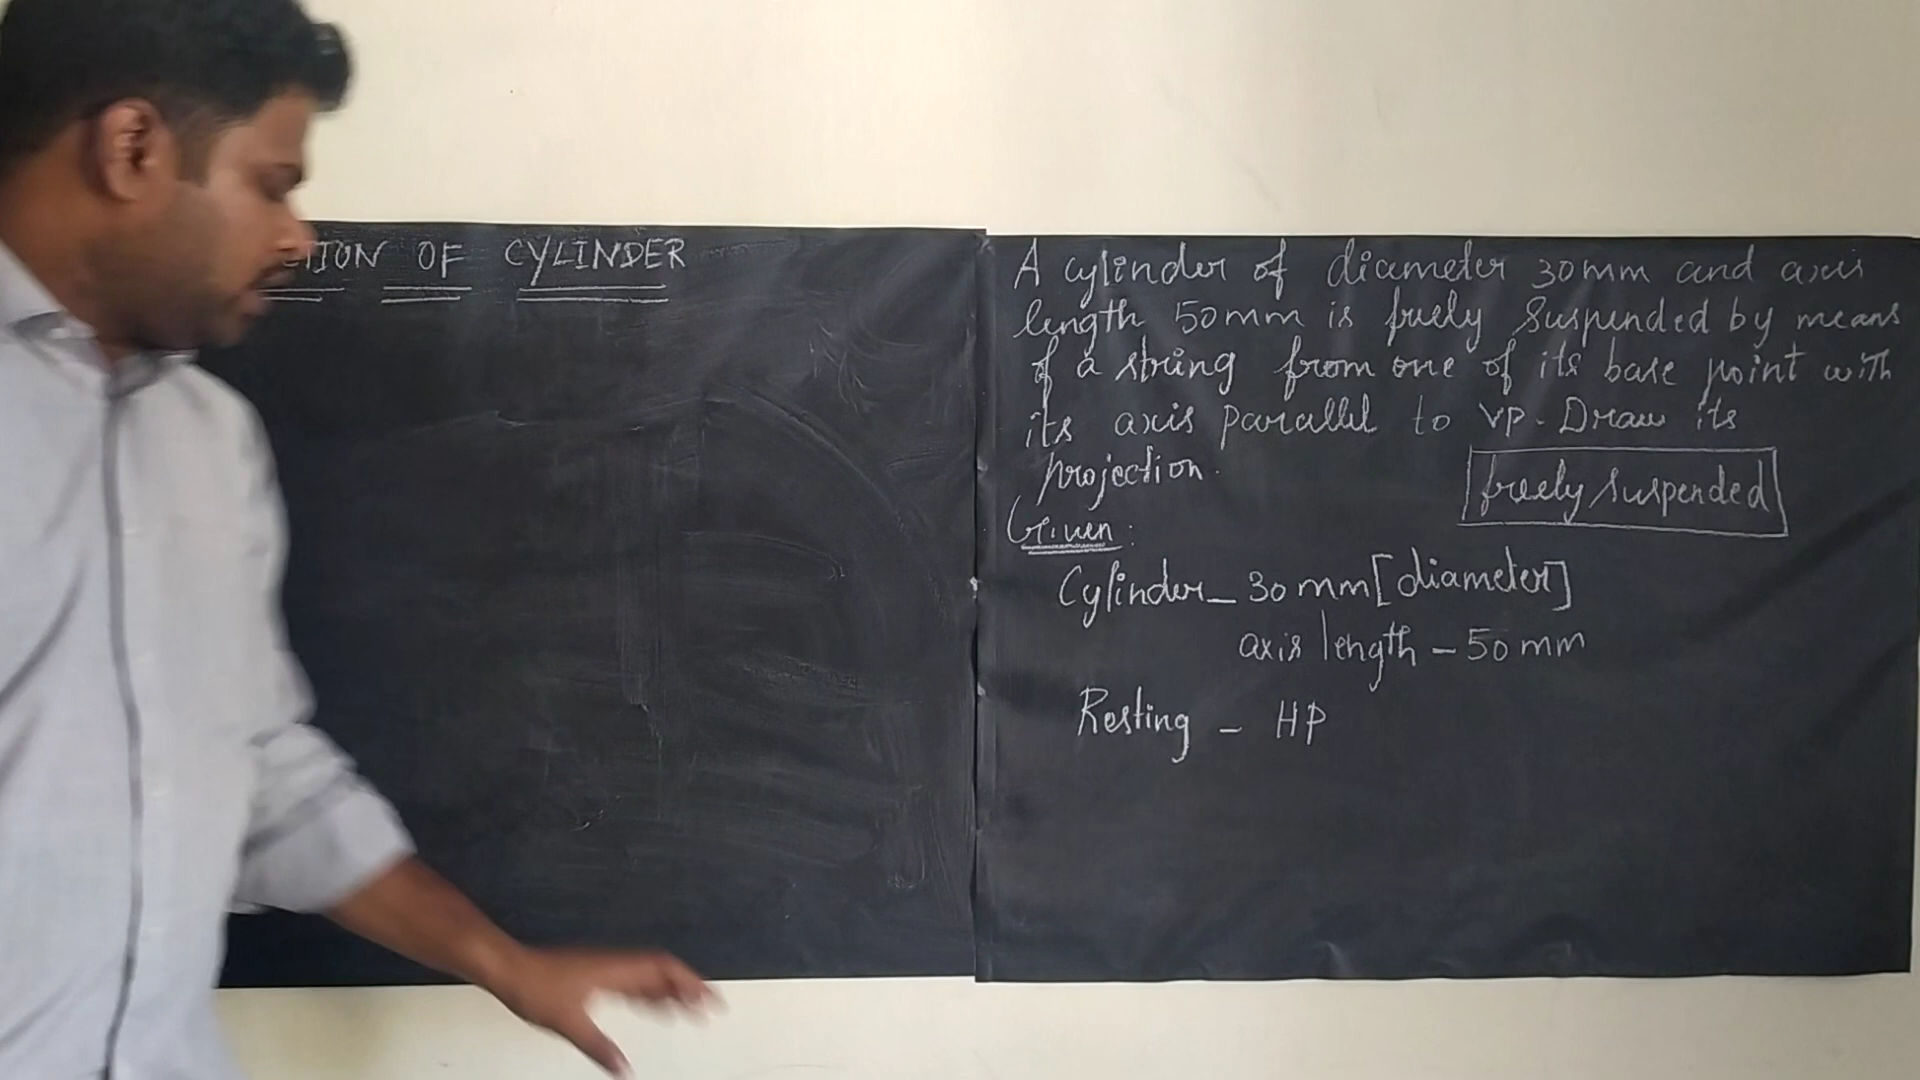 TION OF CYLINDER
A cylinder of diameter 30mm and axis
length 50mm is freely suspended by means
of a string from one of its base point with
its axis parallel to VP. Draw its
projection.
freely suspended
Given:
Cylinder - 30 mm [diameter]
axis length - 50 mm
Resting - HP